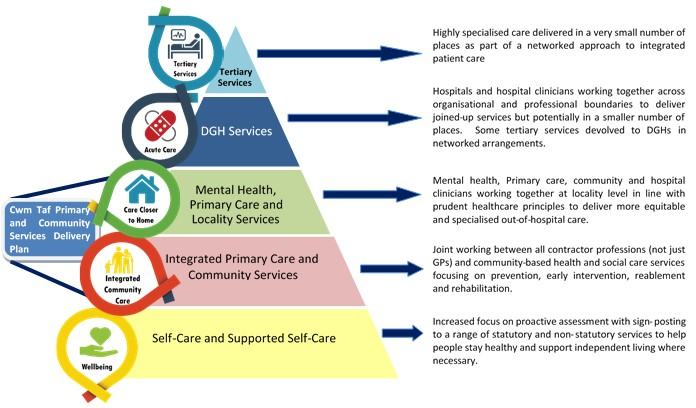 Tertiary
Services
Tertiary
Services
Highly specialised care delivered in a very small number of
places as part of a networked approach to integrated
patient care
Acute Care
DGH Services
Hospitals and hospital clinicians working together across
organisational and professional boundaries to deliver
joined-up services but potentially in a smaller number of
places. Some tertiary services devolved to DGHs in
networked arrangements.
Cwm Taf Primary
and Community
Services Delivery
Plan
Care Closer
to Home
Mental Health,
Primary Care and
Locality Services
Mental health, Primary care, community and hospital
clinicians working together at locality level in line with
prudent healthcare principles to deliver more equitable
and specialised out-of-hospital care.
Integrated
Community
Care
Integrated Primary Care and
Community Services
Joint working between all contractor professions (not just
GPs) and community-based health and social care services
focusing on prevention, early intervention, reablement
and rehabilitation.
Wellbeing
Self-Care and Supported Self-Care
Increased focus on proactive assessment with sign-posting
to a range of statutory and non-statutory services to help
people stay healthy and support independent living where
necessary.